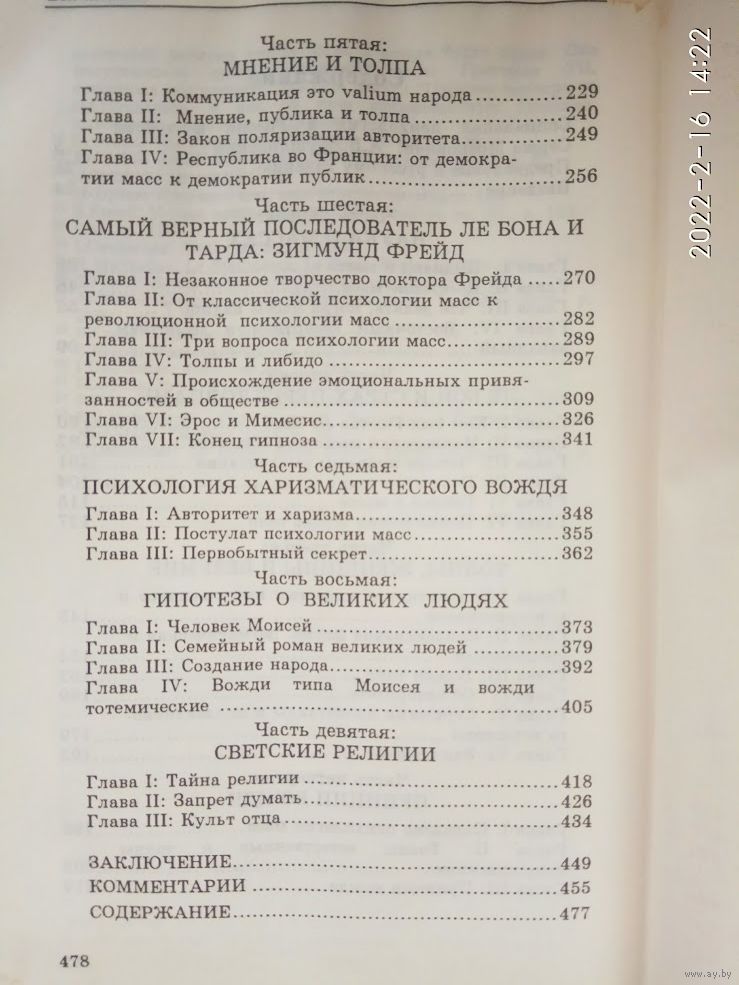 Часть пятая:
МНЕНИЕ И ТОЛПА
Глава I: Коммуникация это valium народа............229
Глава II: Мнение, публика и толпа...................240
Глава III: Закон поляризации авторитета.............249
Глава IV: Республика во Франции: от демокра-
тии масс к демократии публик........................256
Часть шестая:
САМЫЙ ВЕРНЫЙ ПОСЛЕДОВАТЕЛЬ ЛЕ БОНА И
ТАРДА: ЗИГМУНД ФРЕЙД
Глава I: Незаконное творчество доктора Фрейда .....270
Глава II: От классической психологии масс к
революционной психологии масс ......................282
Глава III: Три вопроса психологии масс..............289
Глава IV: Толпы и либидо ...........................297
Глава V: Происхождение эмоциональных привя-
занностей в обществе ...............................309
Глава VI: Эрос и Мимесис............................326
Глава VII: Конец гипноза ...........................341
Часть седьмая:
ПСИХОЛОГИЯ ХАРИЗМАТИЧЕСКОГО ВОЖДЯ
Глава I: Авторитет и харизма........................348
Глава II: Постулат психологии масс..................355
Глава III: Первобытный секрет.......................362
Часть восьмая:
ГИПОТЕЗЫ О ВЕЛИКИХ ЛЮДЯХ
Глава I: Человек Моисей ............................373
Глава II: Семейный роман великих людей .............379
Глава III: Создание народа..........................392
Глава IV: Вожди типа Моисея и вожди
тотемические .......................................405
Часть девятая:
СВЕТСКИЕ РЕЛИГИИ
Глава I: Тайна религии .............................418
Глава II: Запрет думать.............................426
Глава III: Культ отца...............................434
ЗАКЛЮЧЕНИЕ..........................................449
КОММЕНТАРИИ ........................................455
СОДЕРЖАНИЕ..........................................477
478
2022-2-16 14:22
www.ay.by